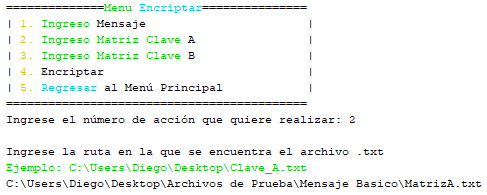 ==============Menu Encriptar===============
| 1. Ingreso Mensaje |
| 2. Ingreso Matriz Clave A |
| 3. Ingreso Matriz Clave B |
| 4. Encriptar |
| 5. Regresar al Menú Principal |
===========================================
Ingrese el número de acción que quiere realizar: 2
Ingrese la ruta en la que se encuentra el archivo .txt
Ejemplo: C:\Users\Diego\Desktop\Clave_A.txt
C:\Users\Diego\Desktop\Archivos de Prueba\Mensaje Basico\MatrizA.txt